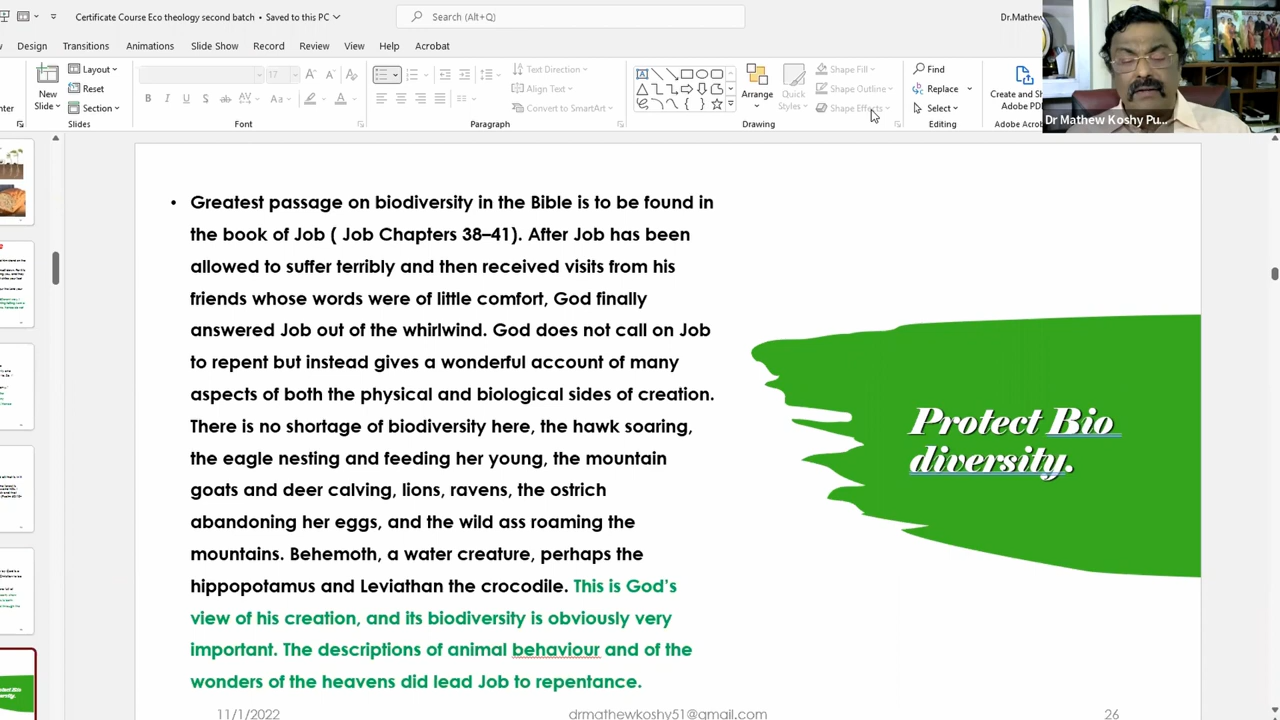 Certificate Course Eco theology second batch • Saved to this PC
Search (Alt+Q)
Dr.Mathew
Design Transitions Animations Slide Show Record Review View Help Acrobat
New Slide
Layout
Reset
Section
Slides
17
B I U S ab AV Aa A
Font
Paragraph
Text Direction
Align Text
Convert to SmartArt
Arrange
Quick Styles
Shape Fill
Shape Outline
Shape Effects
Drawing
Find
Replace
Select
Editing
Create and Sh
Adobe PD
Adobe Acro
Dr Mathew Koshy Pu...
• Greatest passage on biodiversity in the Bible is to be found in
the book of Job ( Job Chapters 38–41). After Job has been
allowed to suffer terribly and then received visits from his
friends whose words were of little comfort, God finally
answered Job out of the whirlwind. God does not call on Job
to repent but instead gives a wonderful account of many
aspects of both the physical and biological sides of creation.
There is no shortage of biodiversity here, the hawk soaring,
the eagle nesting and feeding her young, the mountain
goats and deer calving, lions, ravens, the ostrich
abandoning her eggs, and the wild ass roaming the
mountains. Behemoth, a water creature, perhaps the
hippopotamus and Leviathan the crocodile. This is God's
view of his creation, and its biodiversity is obviously very
important. The descriptions of animal behaviour and of the
wonders of the heavens did lead Job to repentance.
Protect Bio
diversity.
11/1/2022
drmathewkoshy51@gmail.com
26